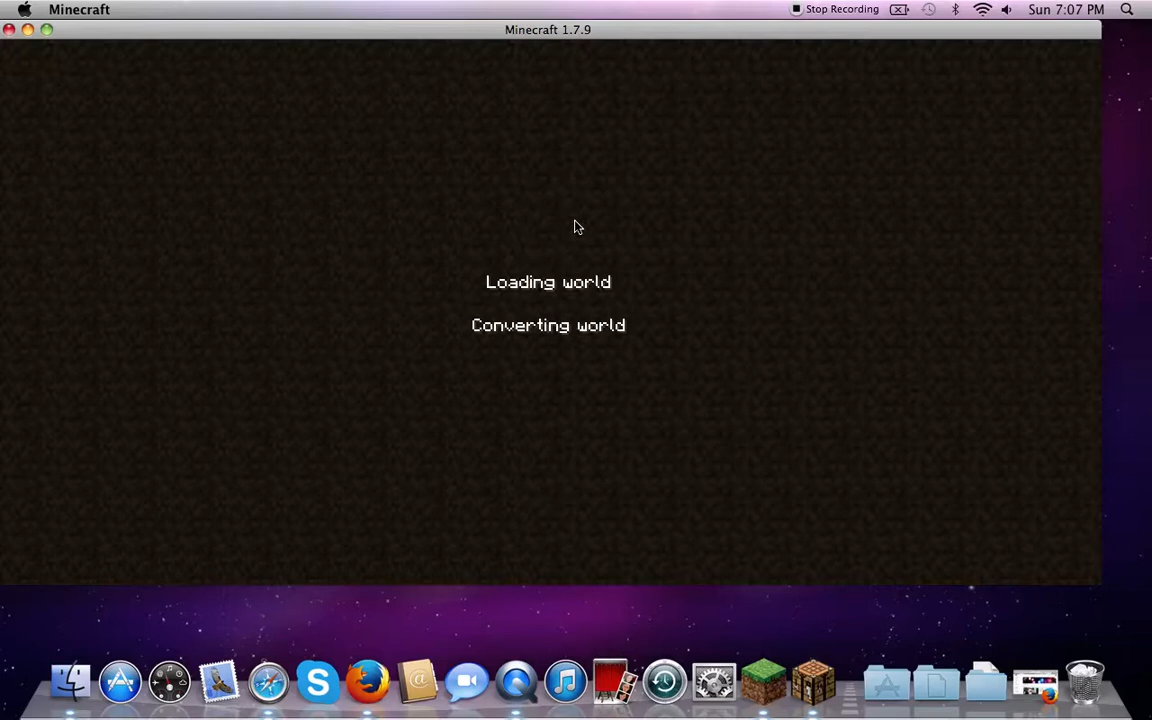 Minecraft
Stop Recording
Sun 7:07 PM
Minecraft 1.7.9
Loading world
Converting world